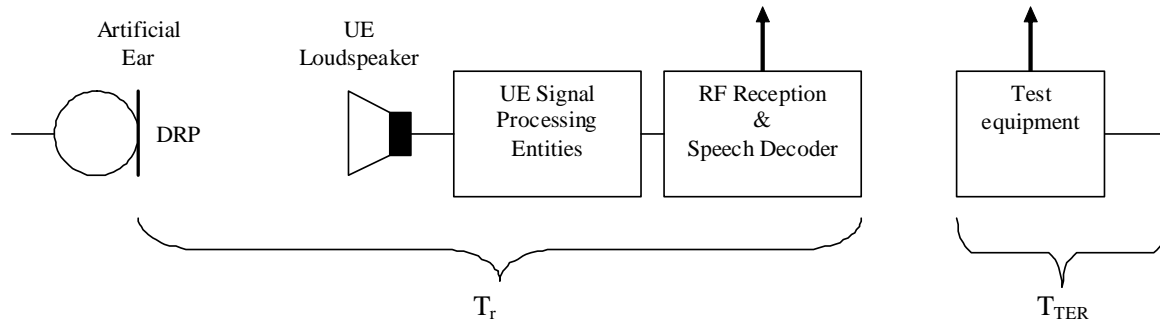 Artificial
Ear
UE
Loudspeaker
DRP
UE Signal
Processing
Entities
RF Reception
&
Speech Decoder
Test
equipment
Tr
TTER